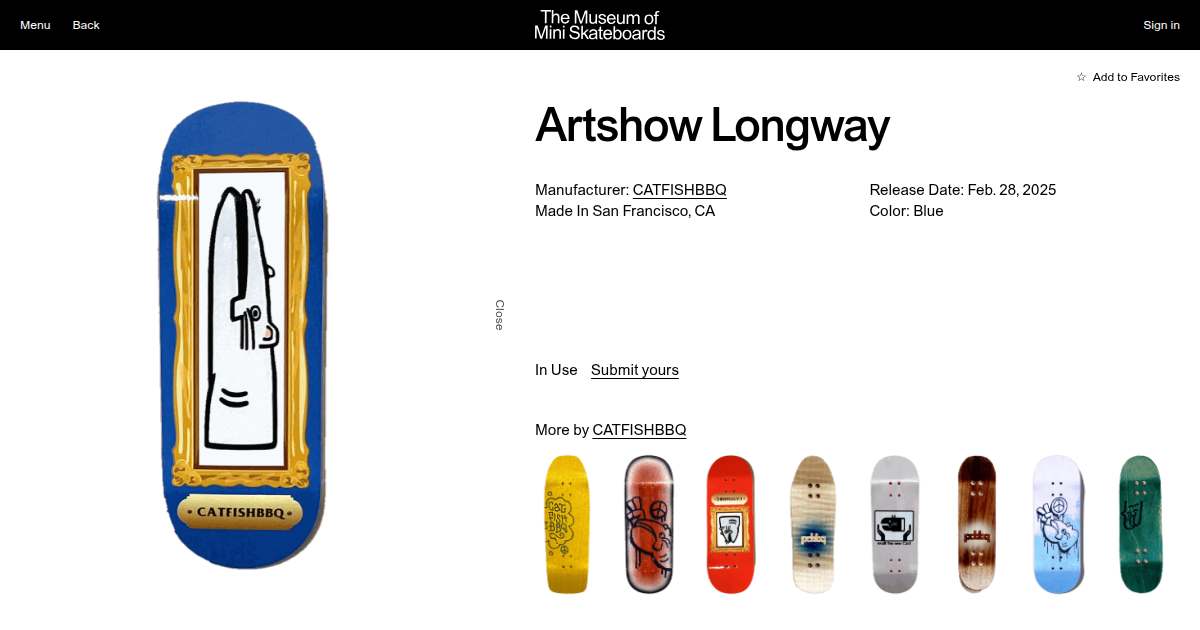 Menu
Back
The Museum of
Mini Skateboards
Sign in
☆ Add to Favorites
Artshow Longway
Manufacturer: CATFISHBBQ
Release Date: Feb. 28, 2025
Made In San Francisco, CA
Color: Blue
Close
• CATFISHBBQ •
In Use
Submit yours
More by CATFISHBBQ